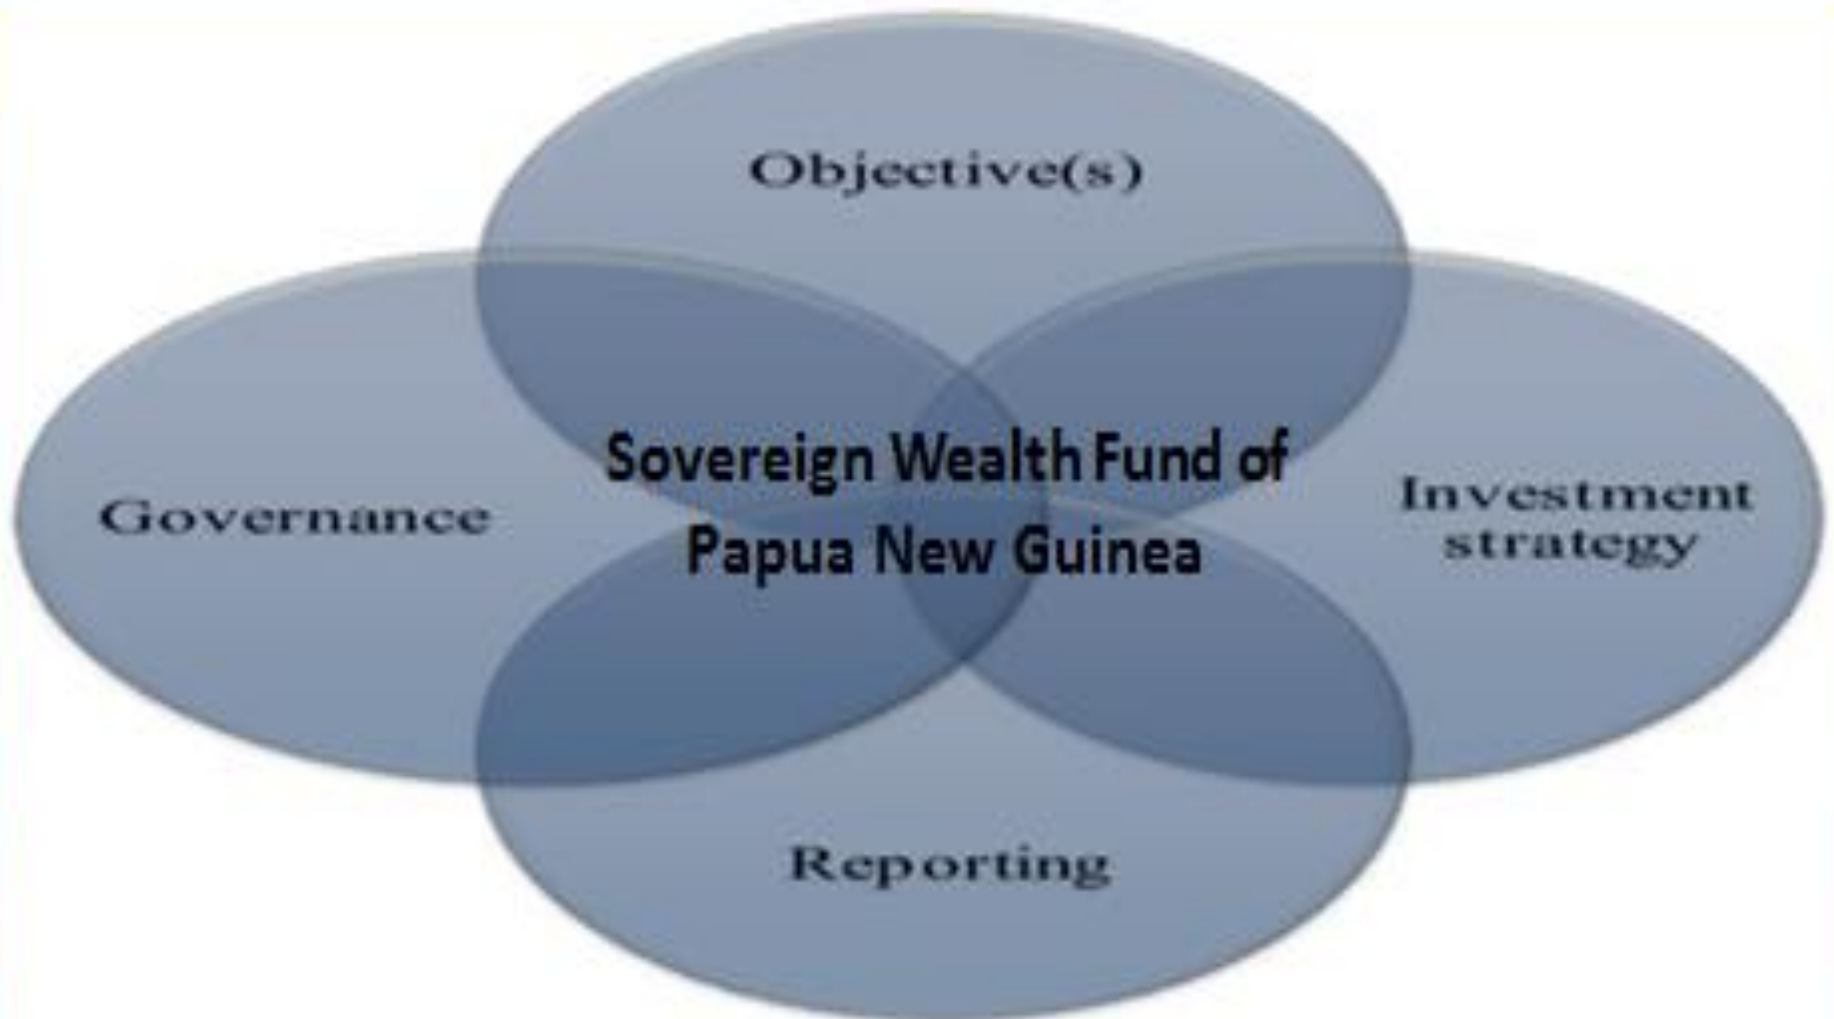 Objective(s)
Governance
Sovereign Wealth Fund of
Papua New Guinea
Investment
strategy
Reporting